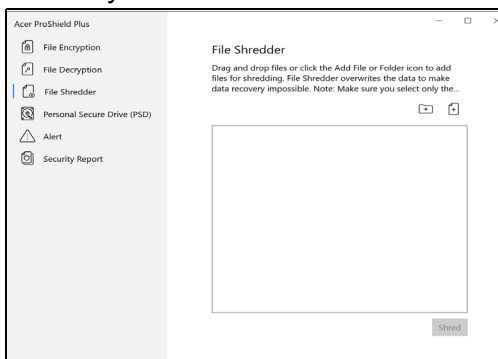 Acer ProShield Plus
File Encryption
File Decryption
File Shredder
Personal Secure Drive (PSD)
Alert
Security Report
File Shredder
Drag and drop files or click the Add File or Folder icon to add
files for shredding. File Shredder overwrites the data to make
data recovery impossible. Note: Make sure you select only the...
Shred